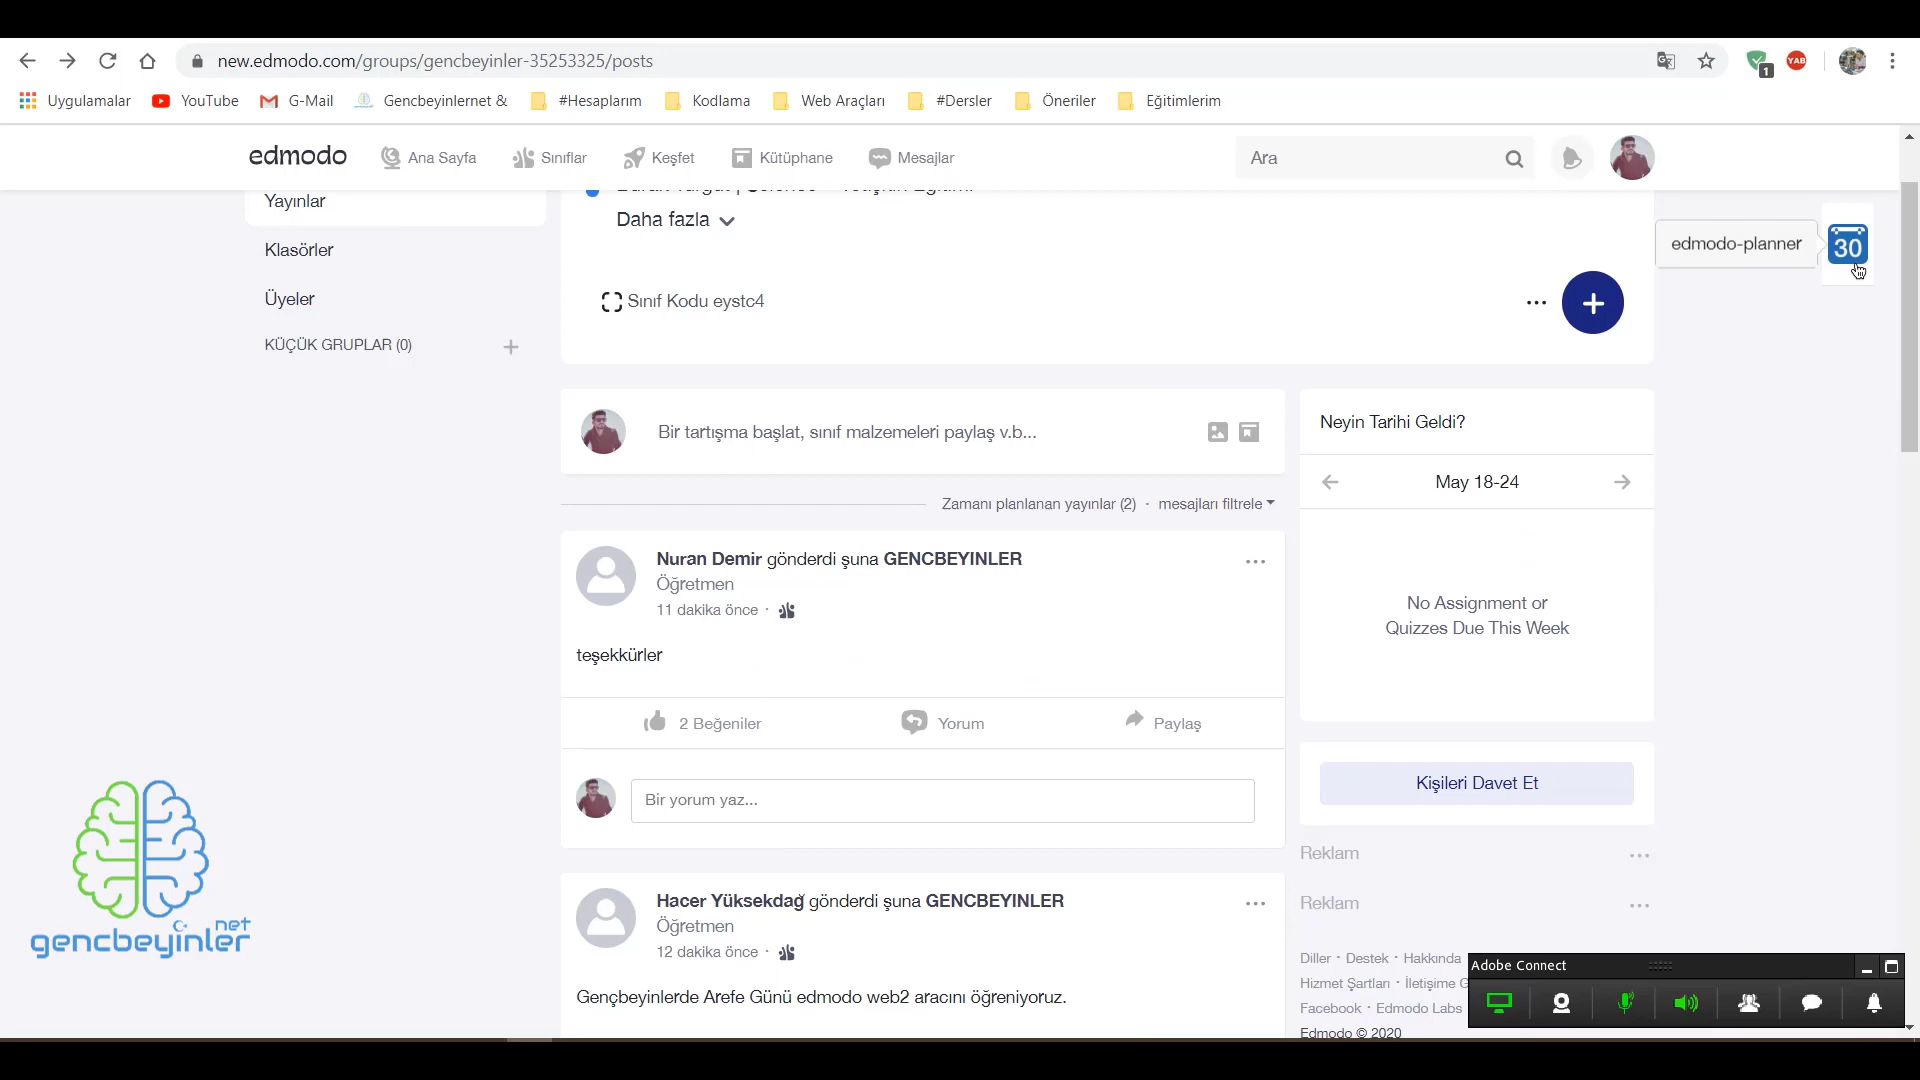 new.edmodo.com/groups/gencbeyinler-35253325/posts
1
YAB
Uygulamalar
YouTube
G-Mail
Gencbeyinlernet &
#Hesaplarım
Kodlama
Web Araçları
#Dersler
Öneriler
Eğitimlerim
edmodo
Ana Sayfa
Sınıflar
Keşfet
Kütüphane
Mesajlar
Ara
Yayınlar
Klasörler
Üyeler
KÜÇÜK GRUPLAR (0)
Daha fazla
Sınıf Kodu eystc4
edmodo-planner
30
Bir tartışma başlat, sınıf malzemeleri paylaş v.b...
Zamanı planlanan yayınlar (2) · mesajları filtrele
Nuran Demir gönderdi şuna GENCBEYINLER
Öğretmen
11 dakika önce ·
teşekkürler
2 Beğeniler
Yorum
Paylaş
Bir yorum yaz...
Hacer Yüksekdağ gönderdi şuna GENCBEYINLER
Öğretmen
12 dakika önce ·
Gençbeyinlerde Arefe Günü edmodo web2 aracını öğreniyoruz.
Neyin Tarihi Geldi?
May 18-24
No Assignment or
Quizzes Due This Week
Kişileri Davet Et
Reklam
Reklam
Diller · Destek · Hakkında
Hizmet Şartları · İletişime G
Facebook · Edmodo Labs
Edmodo © 2020
Adobe Connect
net
gencbeyinler